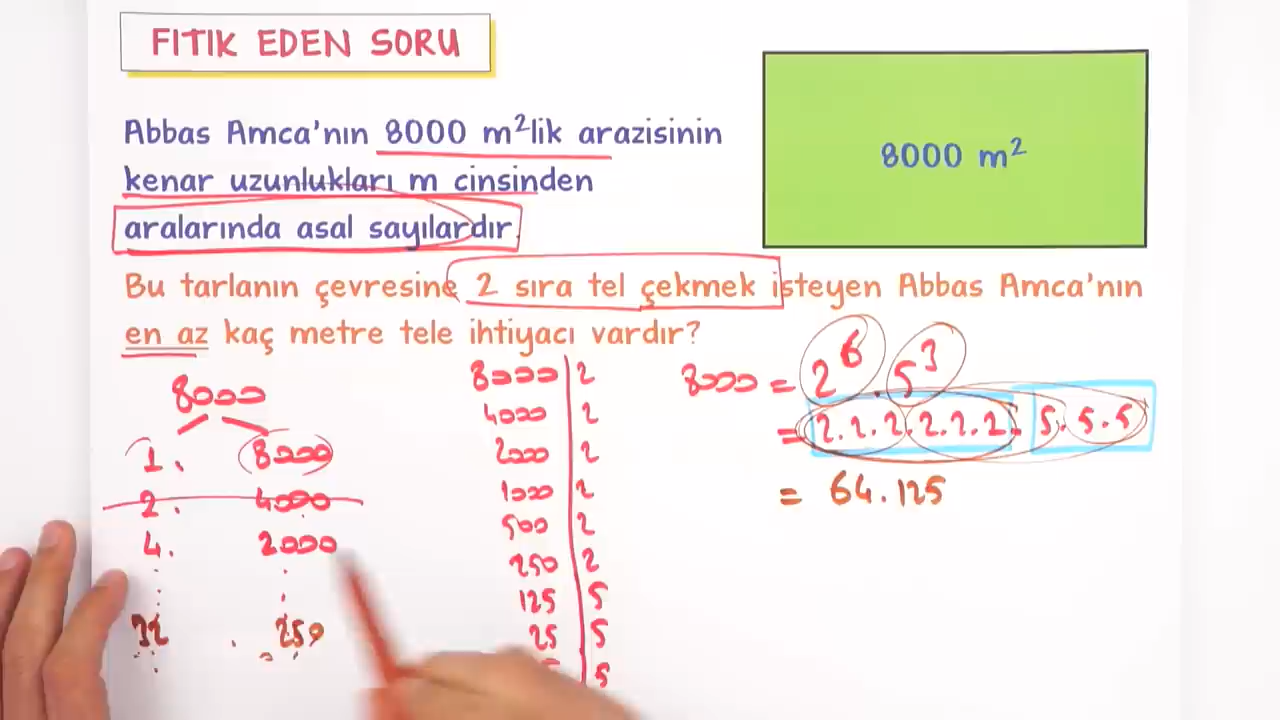 FITIK EDEN SORU
Abbas Amca'nın 8000 m²lik arazisinin
kenar uzunlukları m cinsinden
aralarında asal sayılardır.
8000 m²
Bu tarlanın çevresine 2 sıra tel çekmek isteyen Abbas Amca'nın
en az kaç metre tele ihtiyacı vardır?
8000
1. 8000
2. 4000
4. 2000
32 . 250
8000 | 2
4000 | 2
2000 | 2
1000 | 2
500 | 2
250 | 2
125 | 5
25 | 5
5
8000 = 2⁶ . 5³
= 2.2.2.2.2.2. 5.5.5
= 64.125